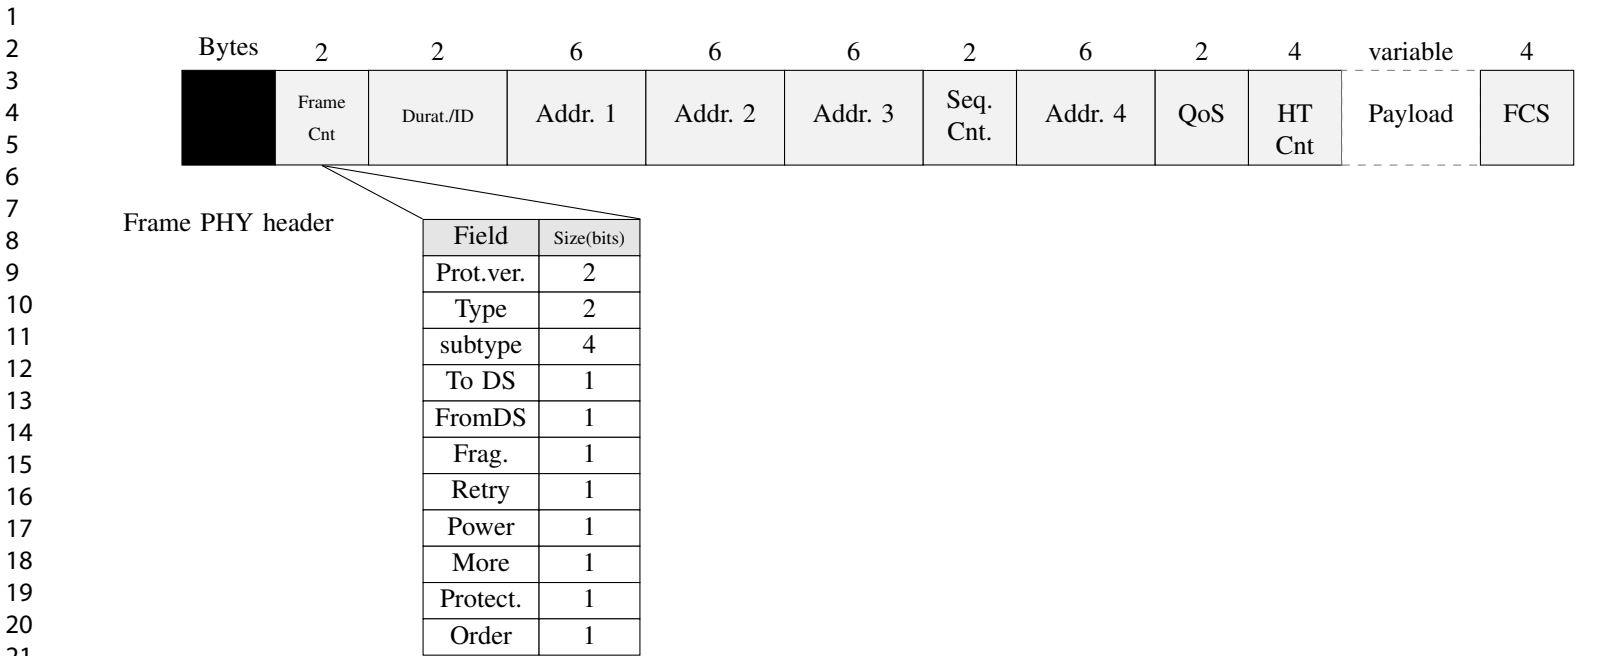 1
2
3
4
5
6
7
8
9
10
11
12
13
14
15
16
17
18
19
20
21
Bytes 2 2 6 6 6 2 6 2 4 variable 4
Frame Cnt Durat./ID Addr. 1 Addr. 2 Addr. 3 Seq. Cnt. Addr. 4 QoS HT Cnt Payload FCS
Frame PHY header
Field Size(bits)
Prot.ver. 2
Type 2
subtype 4
To DS 1
FromDS 1
Frag. 1
Retry 1
Power 1
More 1
Protect. 1
Order 1